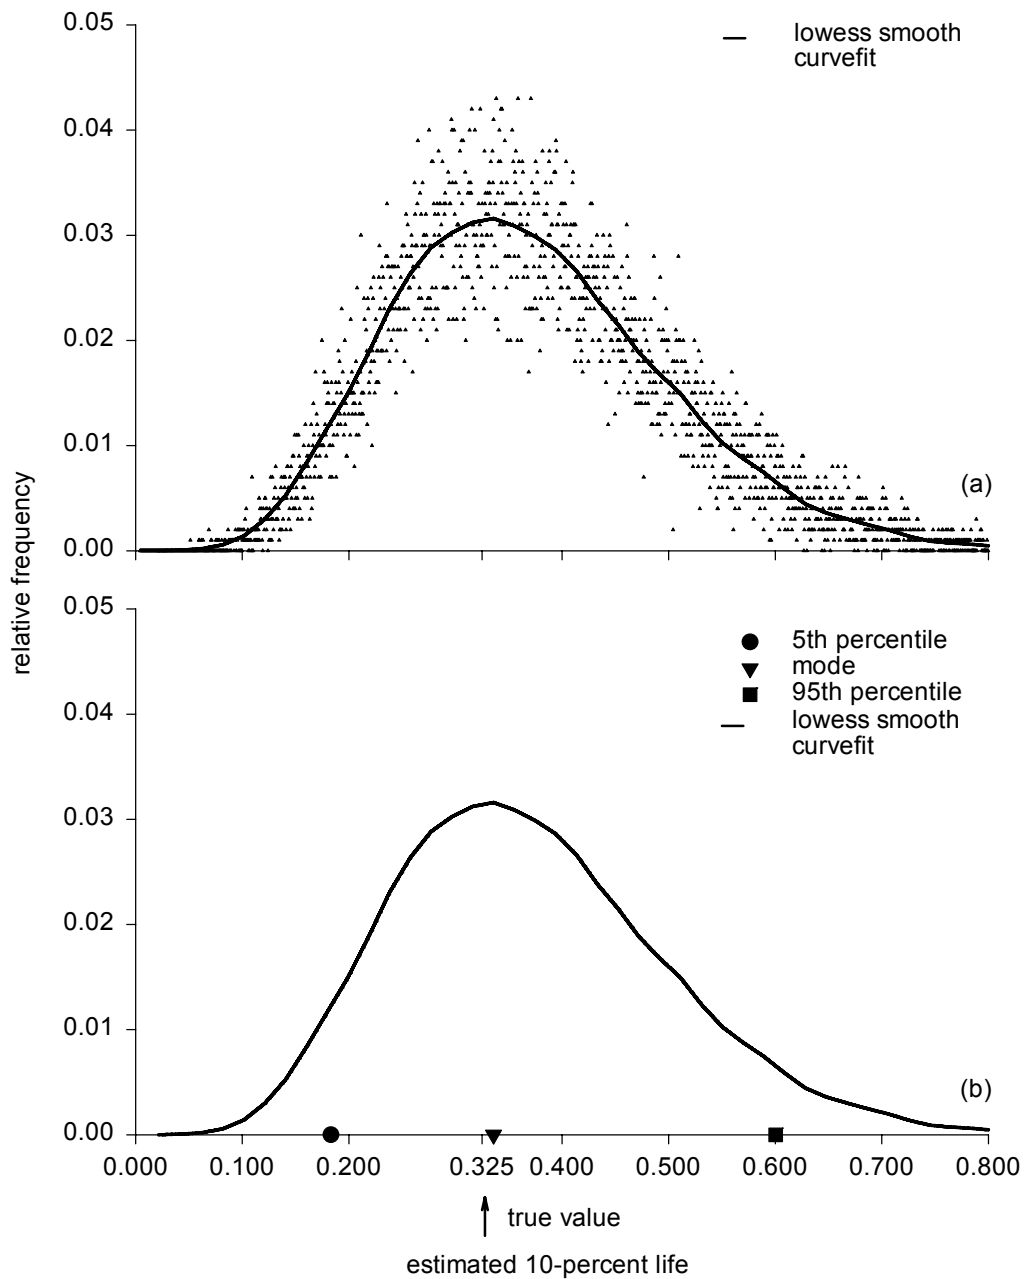 0.05
lowess smooth
curvefit
0.04
0.03
0.02
0.01
(a)
0.00
relative frequency
0.05
5th percentile
mode
95th percentile
lowess smooth
curvefit
0.04
0.03
0.02
0.01
(b)
0.00
0.000 0.100 0.200 0.325 0.400 0.500 0.600 0.700 0.800
true value
estimated 10-percent life